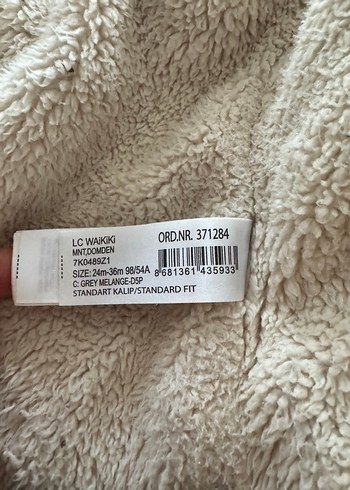 LC WAiKiKi
MNT,DOMDEN
7K0489Z1
SIZE: 24m-36m 98/54A
C: GREY MELANGE-D5P
STANDART KALIP/STANDARD FIT
ORD.NR. 371284
8 681361 435933